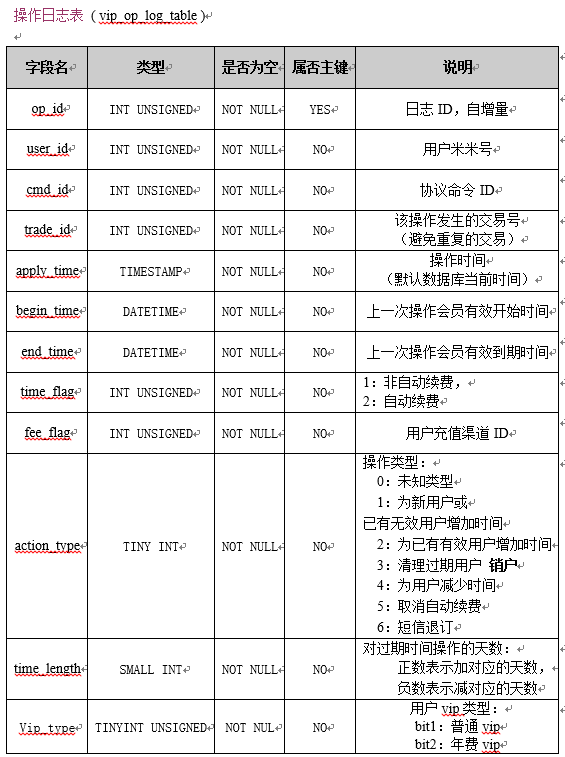 操作日志表（vip_op_log_table）
字段名 类型 是否为空 属否主键 说明
op_id INT UNSIGNED NOT NULL YES 日志 ID，自增量
user_id INT UNSIGNED NOT NULL NO 用户米米号
cmd_id INT UNSIGNED NOT NULL NO 协议命令 ID
trade_id INT UNSIGNED NOT NULL NO 该操作发生的交易号
（避免重复的交易）
apply_time TIMESTAMP NOT NULL NO 操作时间
（默认数据库当前时间）
begin_time DATETIME NOT NULL NO 上一次操作会员有效开始时间
end_time DATETIME NOT NULL NO 上一次操作会员有效到期时间
time_flag INT UNSIGNED NOT NULL NO 1：非自动续费，
2：自动续费
fee_flag INT UNSIGNED NOT NULL NO 用户充值渠道 ID
action_type TINY INT NOT NULL NO 操作类型：
0：未知类型
1：为新用户或
已有无效用户增加时间
2：为已有有效用户增加时间
3：清理过期用户 销户
4：为用户减少时间
5：取消自动续费
6：短信退订
time_length SMALL INT NOT NULL NO 对过期时间操作的天数：
正数表示加对应的天数，
负数表示减对应的天数
Vip_type TINYINT UNSIGNED NOT NUL NO 用户 vip 类型：
bit1：普通 vip
bit2：年费 vip